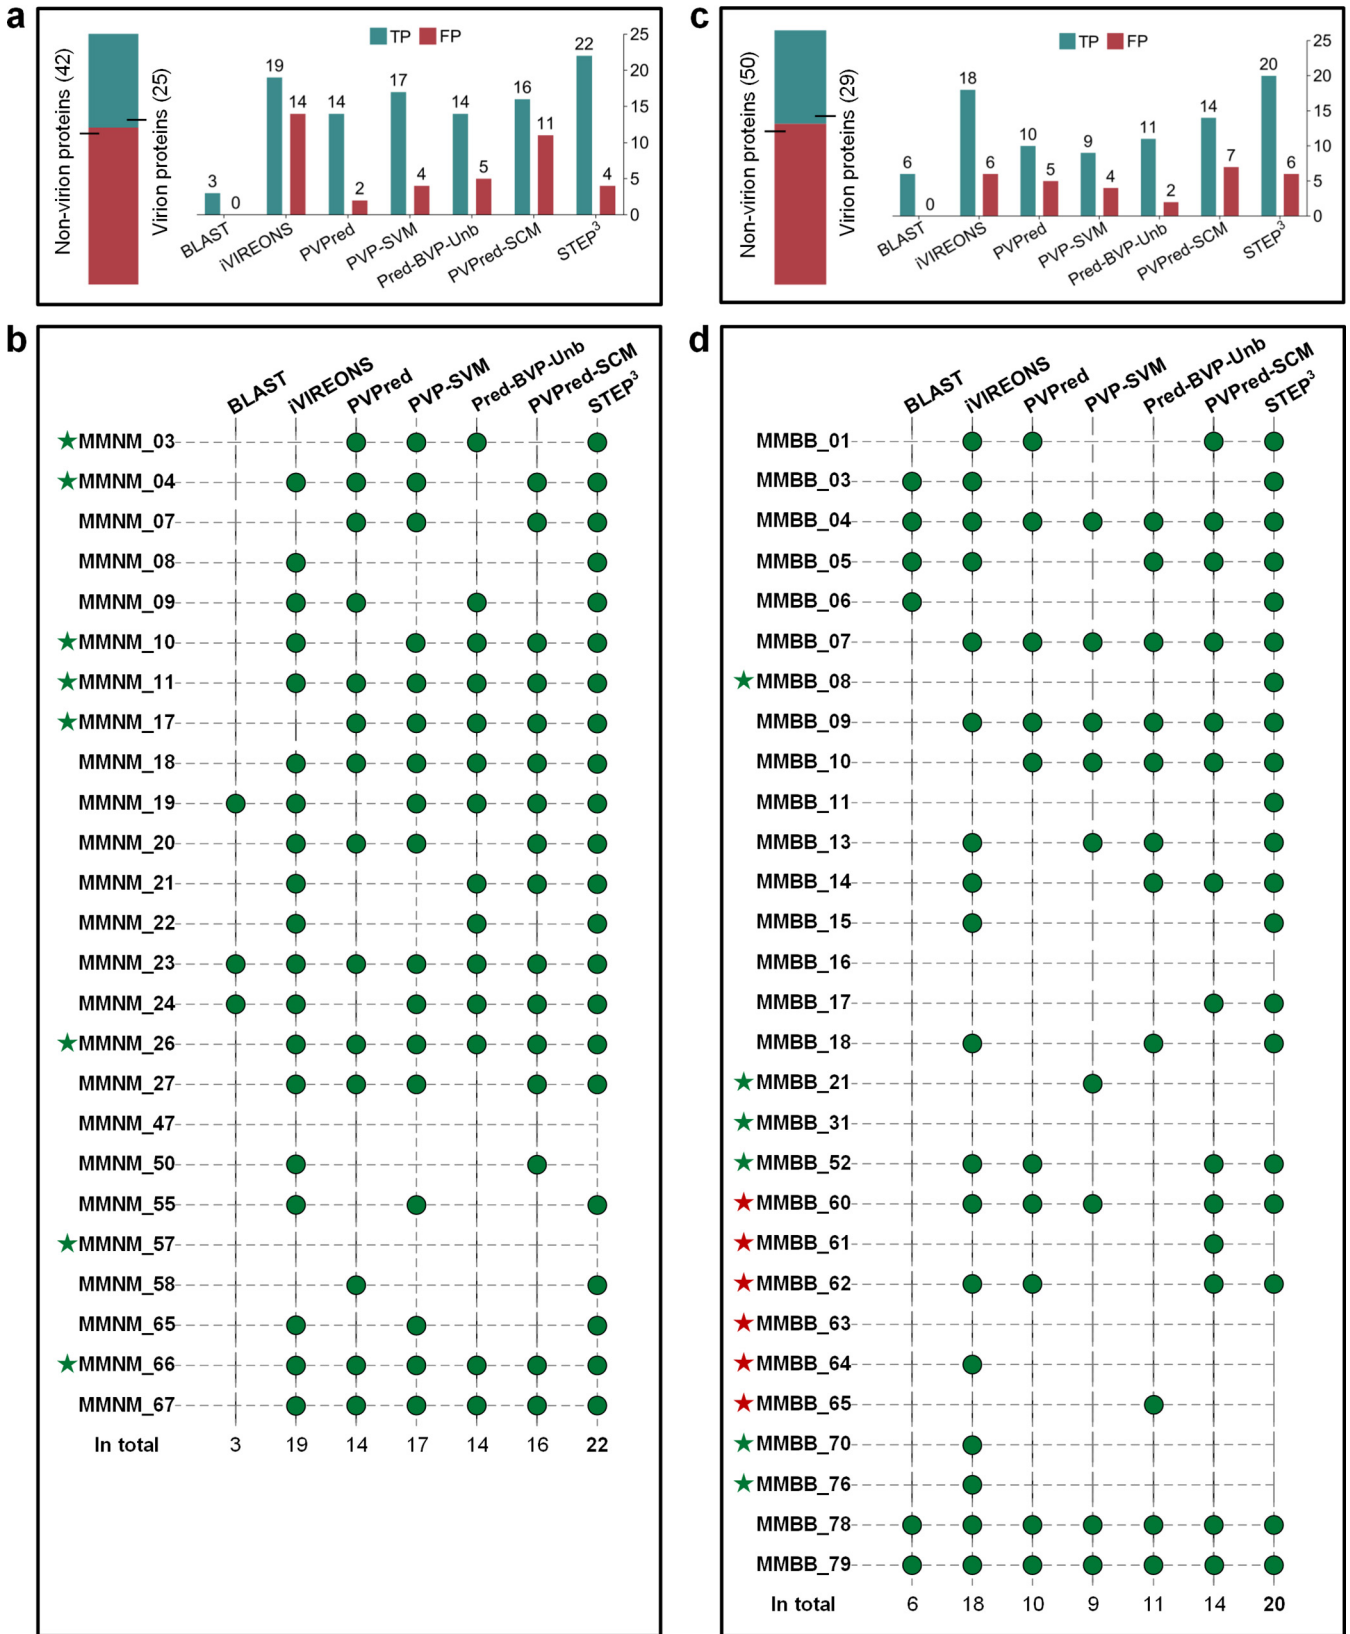 a
Non-virion proteins (42)
Virion proteins (25)
TP FP
3 0 19 14 14 2 17 4 14 5 16 11 22 4
25
20
15
10
5
0
BLAST iVIREONS PVPred PVP-SVM Pred-BVP-Unb PVPred-SCM STEP³
c
Non-virion proteins (50)
Virion proteins (29)
TP FP
6 0 18 6 10 5 9 4 11 2 14 7 20 6
25
20
15
10
5
0
BLAST iVIREONS PVPred PVP-SVM Pred-BVP-Unb PVPred-SCM STEP³
b
BLAST iVIREONS PVPred PVP-SVM Pred-BVP-Unb PVPred-SCM STEP³
MMNM_03
MMNM_04
MMNM_07
MMNM_08
MMNM_09
MMNM_10
MMNM_11
MMNM_17
MMNM_18
MMNM_19
MMNM_20
MMNM_21
MMNM_22
MMNM_23
MMNM_24
MMNM_26
MMNM_27
MMNM_47
MMNM_50
MMNM_55
MMNM_57
MMNM_58
MMNM_65
MMNM_66
MMNM_67
In total 3 19 14 17 14 16 22
d
BLAST iVIREONS PVPred PVP-SVM Pred-BVP-Unb PVPred-SCM STEP³
MMBB_01
MMBB_03
MMBB_04
MMBB_05
MMBB_06
MMBB_07
MMBB_08
MMBB_09
MMBB_10
MMBB_11
MMBB_13
MMBB_14
MMBB_15
MMBB_16
MMBB_17
MMBB_18
MMBB_21
MMBB_31
MMBB_52
MMBB_60
MMBB_61
MMBB_62
MMBB_63
MMBB_64
MMBB_65
MMBB_70
MMBB_76
MMBB_78
MMBB_79
In total 6 18 10 9 11 14 20